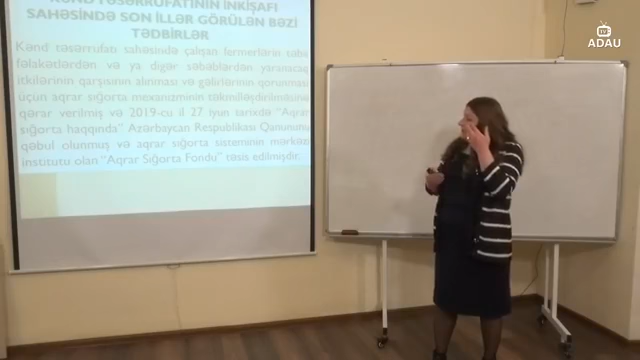 KƏND TƏSƏRRÜFATININ İNKİŞAFI
SAHƏSİNDƏ SON İLLƏR GÖRÜLƏN BƏZİ
TƏDBİRLƏR
Kənd təsərrüfatı sahəsində çalışan fermerlərin təbii
fəlakətlərdən və ya digər səbəblərdən yaranacaq
itkilərinin qarşısının alınması və gəlirlərinin qorunması
üçün aqrar sığorta mexanizminin təkmilləşdirilməsinə
qərar verilmiş və 2019-cu il 27 iyun tarixdə "Aqrar
sığorta haqqında" Azərbaycan Respublikası Qanununu
qəbul olunmuş və aqrar sığorta sisteminin mərkəzi
institutu olan "Aqrar Sığorta Fondu" təsis edilmişdir.
TV
ADAU